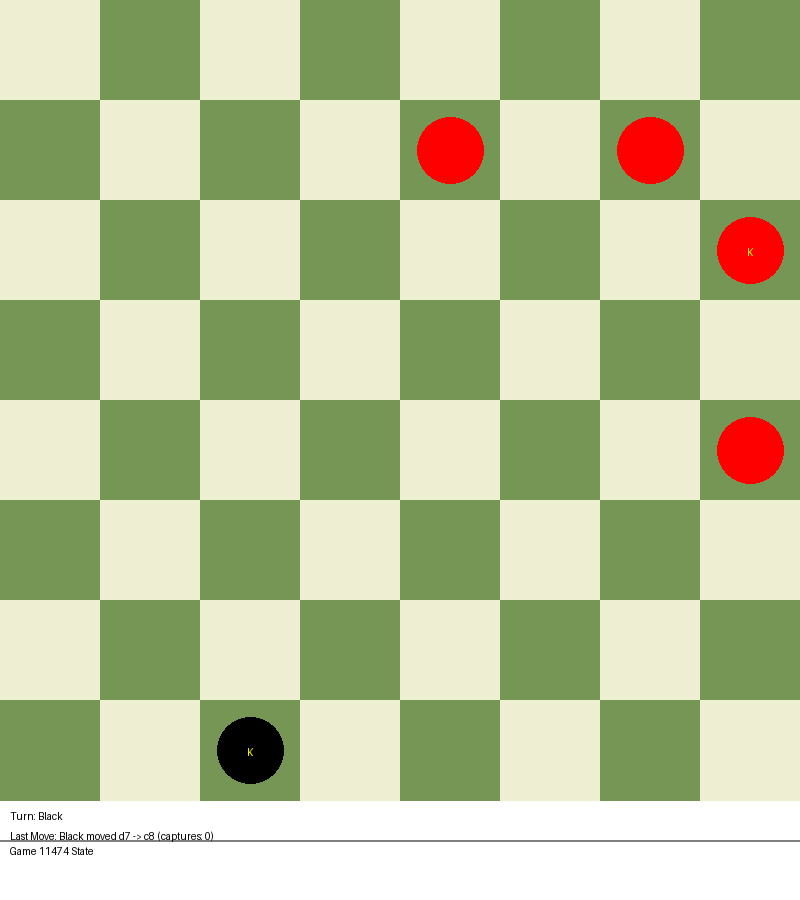 K
K
Turn: Black
Last Move: Black moved d7 -> c8 (captures: 0)
Game 11474 State